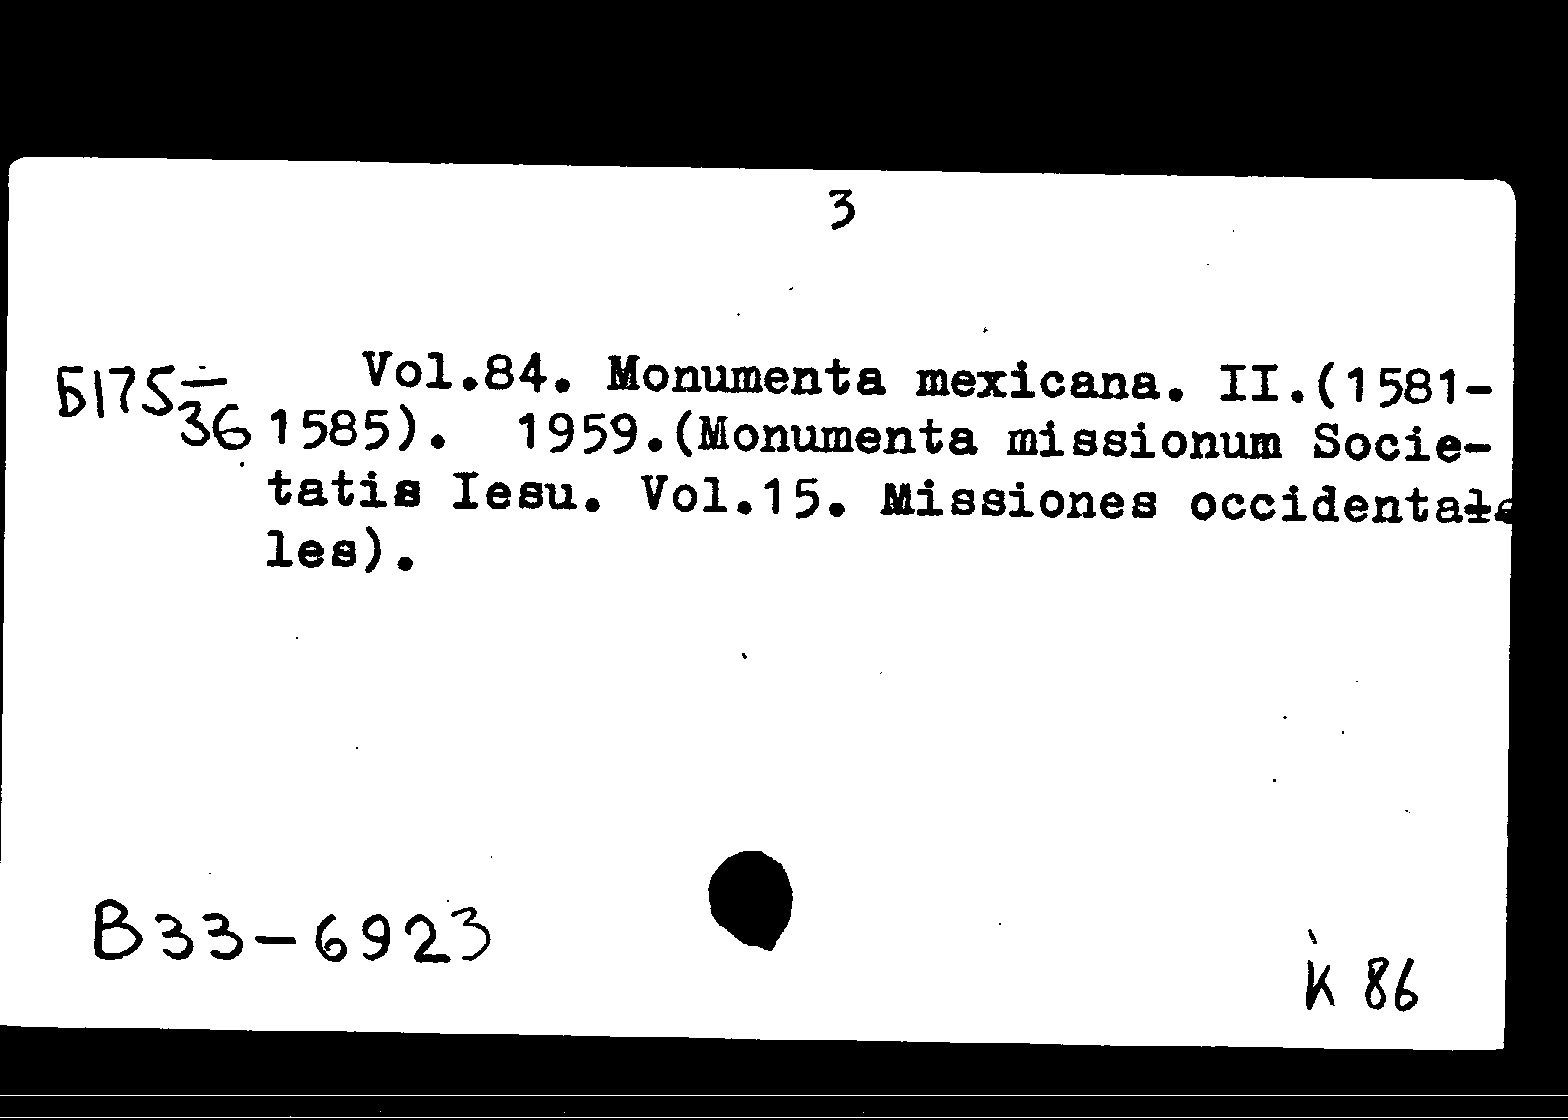 3
Б175-
36
Vol.84. Monumenta mexicana. II.(1581-
1585). 1959.(Monumenta missionum Socie-
tatis Iesu. Vol.15. Missiones occidenta
les).
В33-6923
К 86